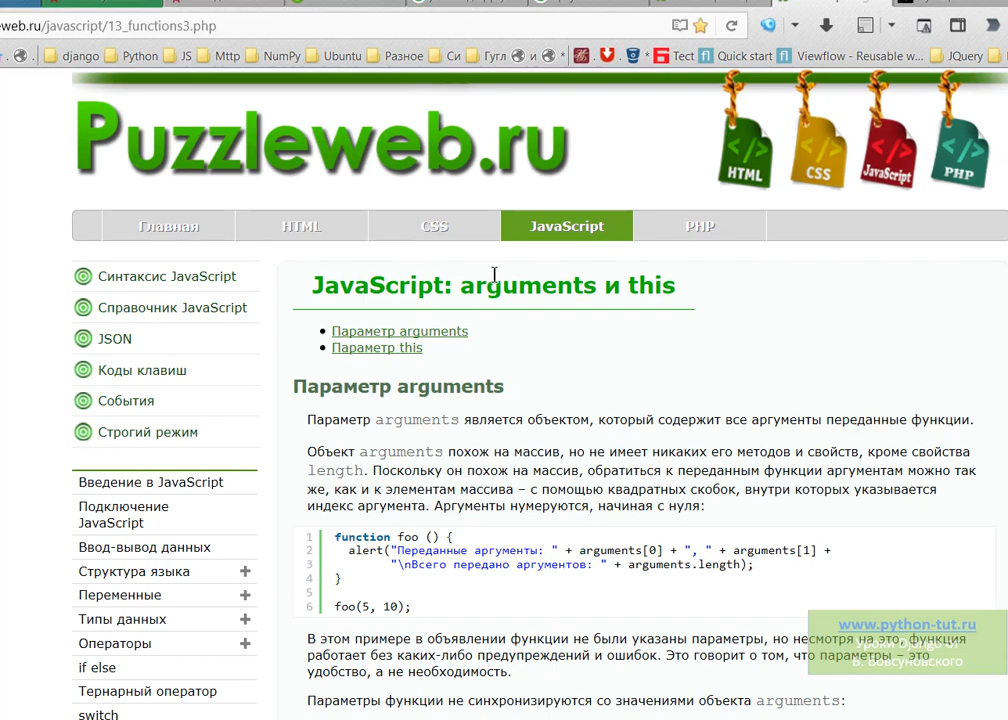 eweb.ru/javascript/13_functions3.php
django Python JS Mttp NumPy Ubuntu Разное Си Гугл и * Тест Quick start Viewflow - Reusable w... JQuery
Puzzleweb.ru
HTML
CSS
JavaScript
PHP
Главная HTML CSS JavaScript PHP
Синтаксис JavaScript
Справочник JavaScript
JSON
Коды клавиш
События
Строгий режим
Введение в JavaScript
Подключение
JavaScript
Ввод-вывод данных
Структура языка +
Переменные +
Типы данных +
Операторы +
if else
Тернарный оператор
switch
JavaScript: arguments и this
• Параметр arguments
• Параметр this
Параметр arguments
Параметр arguments является объектом, который содержит все аргументы переданные функции.
Объект arguments похож на массив, но не имеет никаких его методов и свойств, кроме свойства
length. Поскольку он похож на массив, обратиться к переданным функции аргументам можно так
же, как и к элементам массива – с помощью квадратных скобок, внутри которых указывается
индекс аргумента. Аргументы нумеруются, начиная с нуля:
1 function foo () {
2 alert("Переданные аргументы: " + arguments[0] + ", " + arguments[1] +
3 "\nВсего передано аргументов: " + arguments.length);
4 }
5
6 foo(5, 10);
В этом примере в объявлении функции не были указаны параметры, но несмотря на это, функция
работает без каких-либо предупреждений и ошибок. Это говорит о том, что параметры – это
удобство, а не необходимость.
Параметры функции не синхронизируются со значениями объекта arguments:
www.python-tut.ru
Уроки Django от
В. Вовсуновского